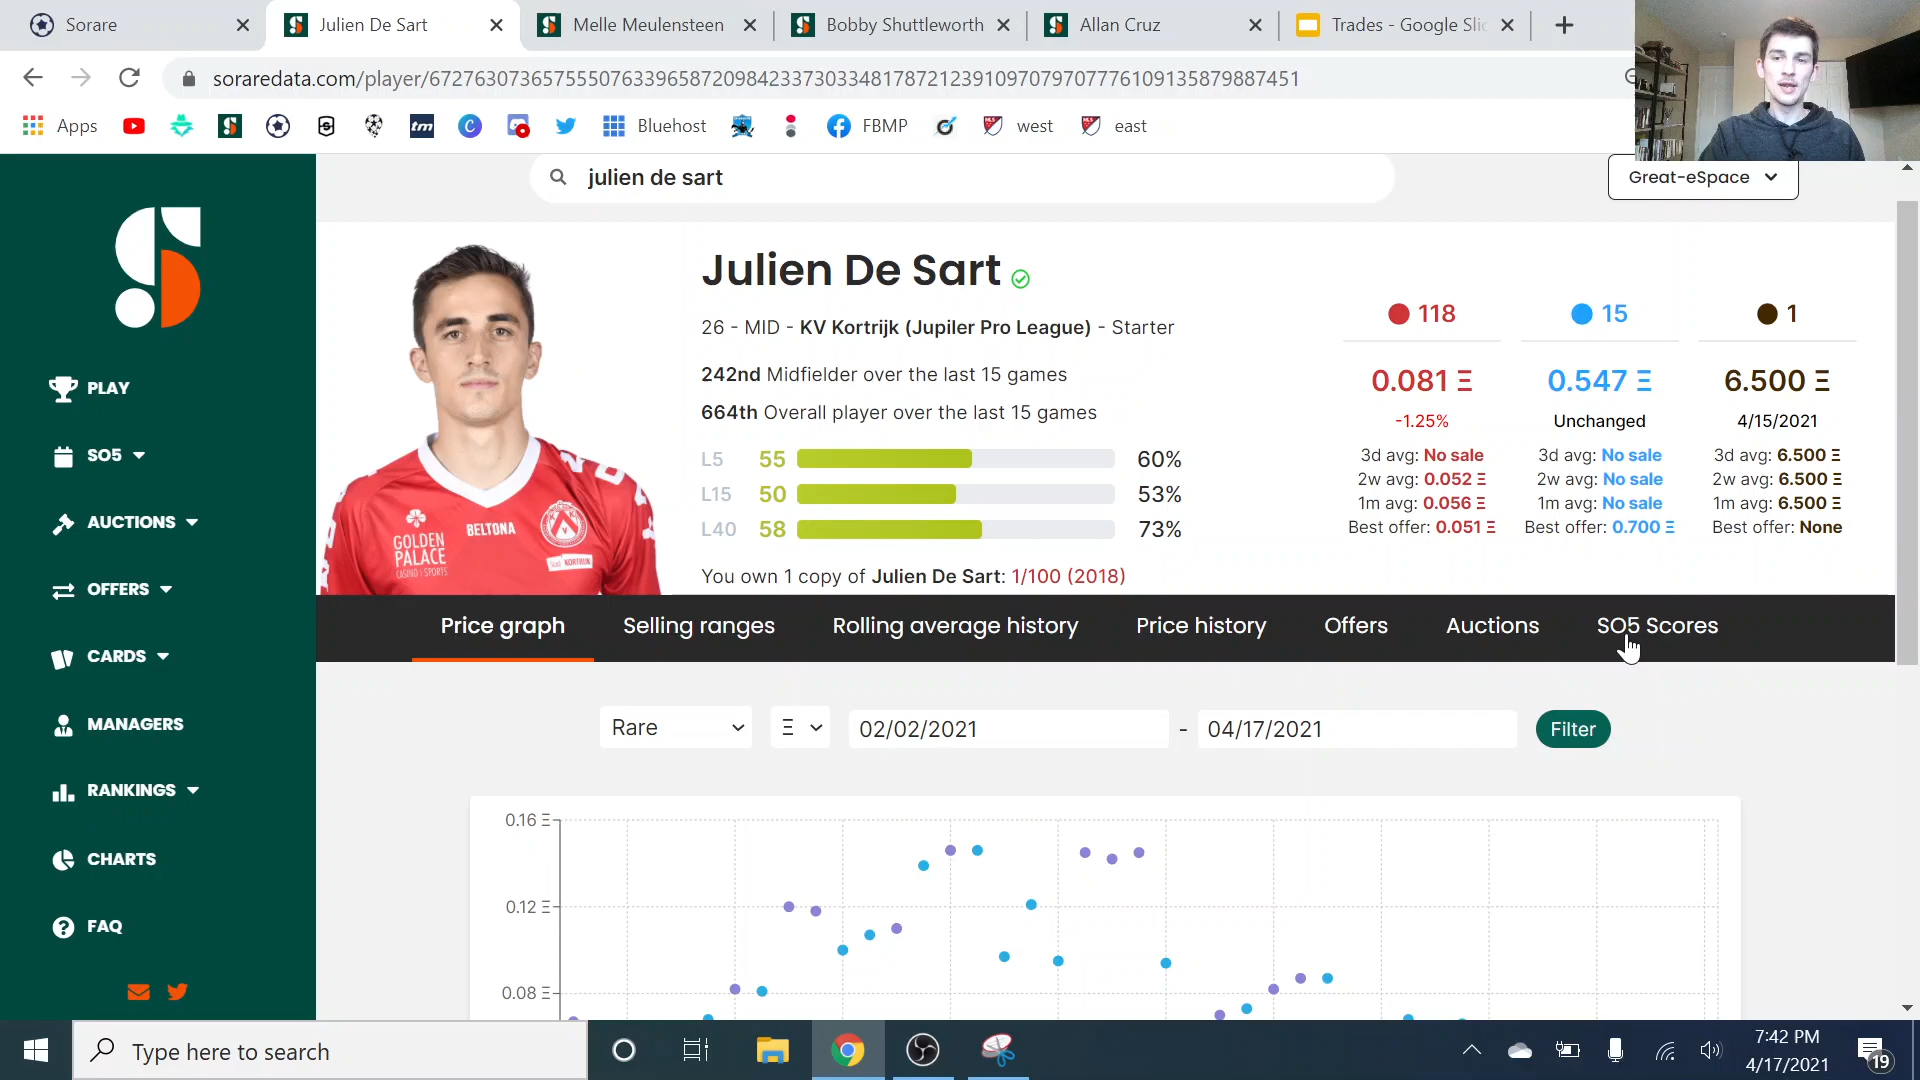 Sorare
Julien De Sart
Melle Meulensteen
Bobby Shuttleworth
Allan Cruz
Trades - Google Slic
soraredata.com/player/67276307365755507633965872098423373033481787212391097079707776109135879887451
Apps
tm
C
Bluehost
FBMP
west
east
julien de sart
Great-eSpace
PLAY
SO5
AUCTIONS
OFFERS
CARDS
MANAGERS
RANKINGS
CHARTS
FAQ
GOLDEN
PALACE
CASINO | SPORTS
BELTONA
Julien De Sart
26 - MID - KV Kortrijk (Jupiler Pro League) - Starter
242nd Midfielder over the last 15 games
664th Overall player over the last 15 games
L5 55 60%
L15 50 53%
L40 58 73%
You own 1 copy of Julien De Sart: 1/100 (2018)
118
0.081 Ξ
-1.25%
3d avg: No sale
2w avg: 0.052 Ξ
1m avg: 0.056 Ξ
Best offer: 0.051 Ξ
15
0.547 Ξ
Unchanged
3d avg: No sale
2w avg: No sale
1m avg: No sale
Best offer: 0.700 Ξ
1
6.500 Ξ
4/15/2021
3d avg: 6.500 Ξ
2w avg: 6.500 Ξ
1m avg: 6.500 Ξ
Best offer: None
Price graph
Selling ranges
Rolling average history
Price history
Offers
Auctions
SO5 Scores
Rare
Ξ
02/02/2021 - 04/17/2021
Filter
0.16 Ξ
0.12 Ξ
0.08 Ξ
Type here to search
7:42 PM
4/17/2021
19